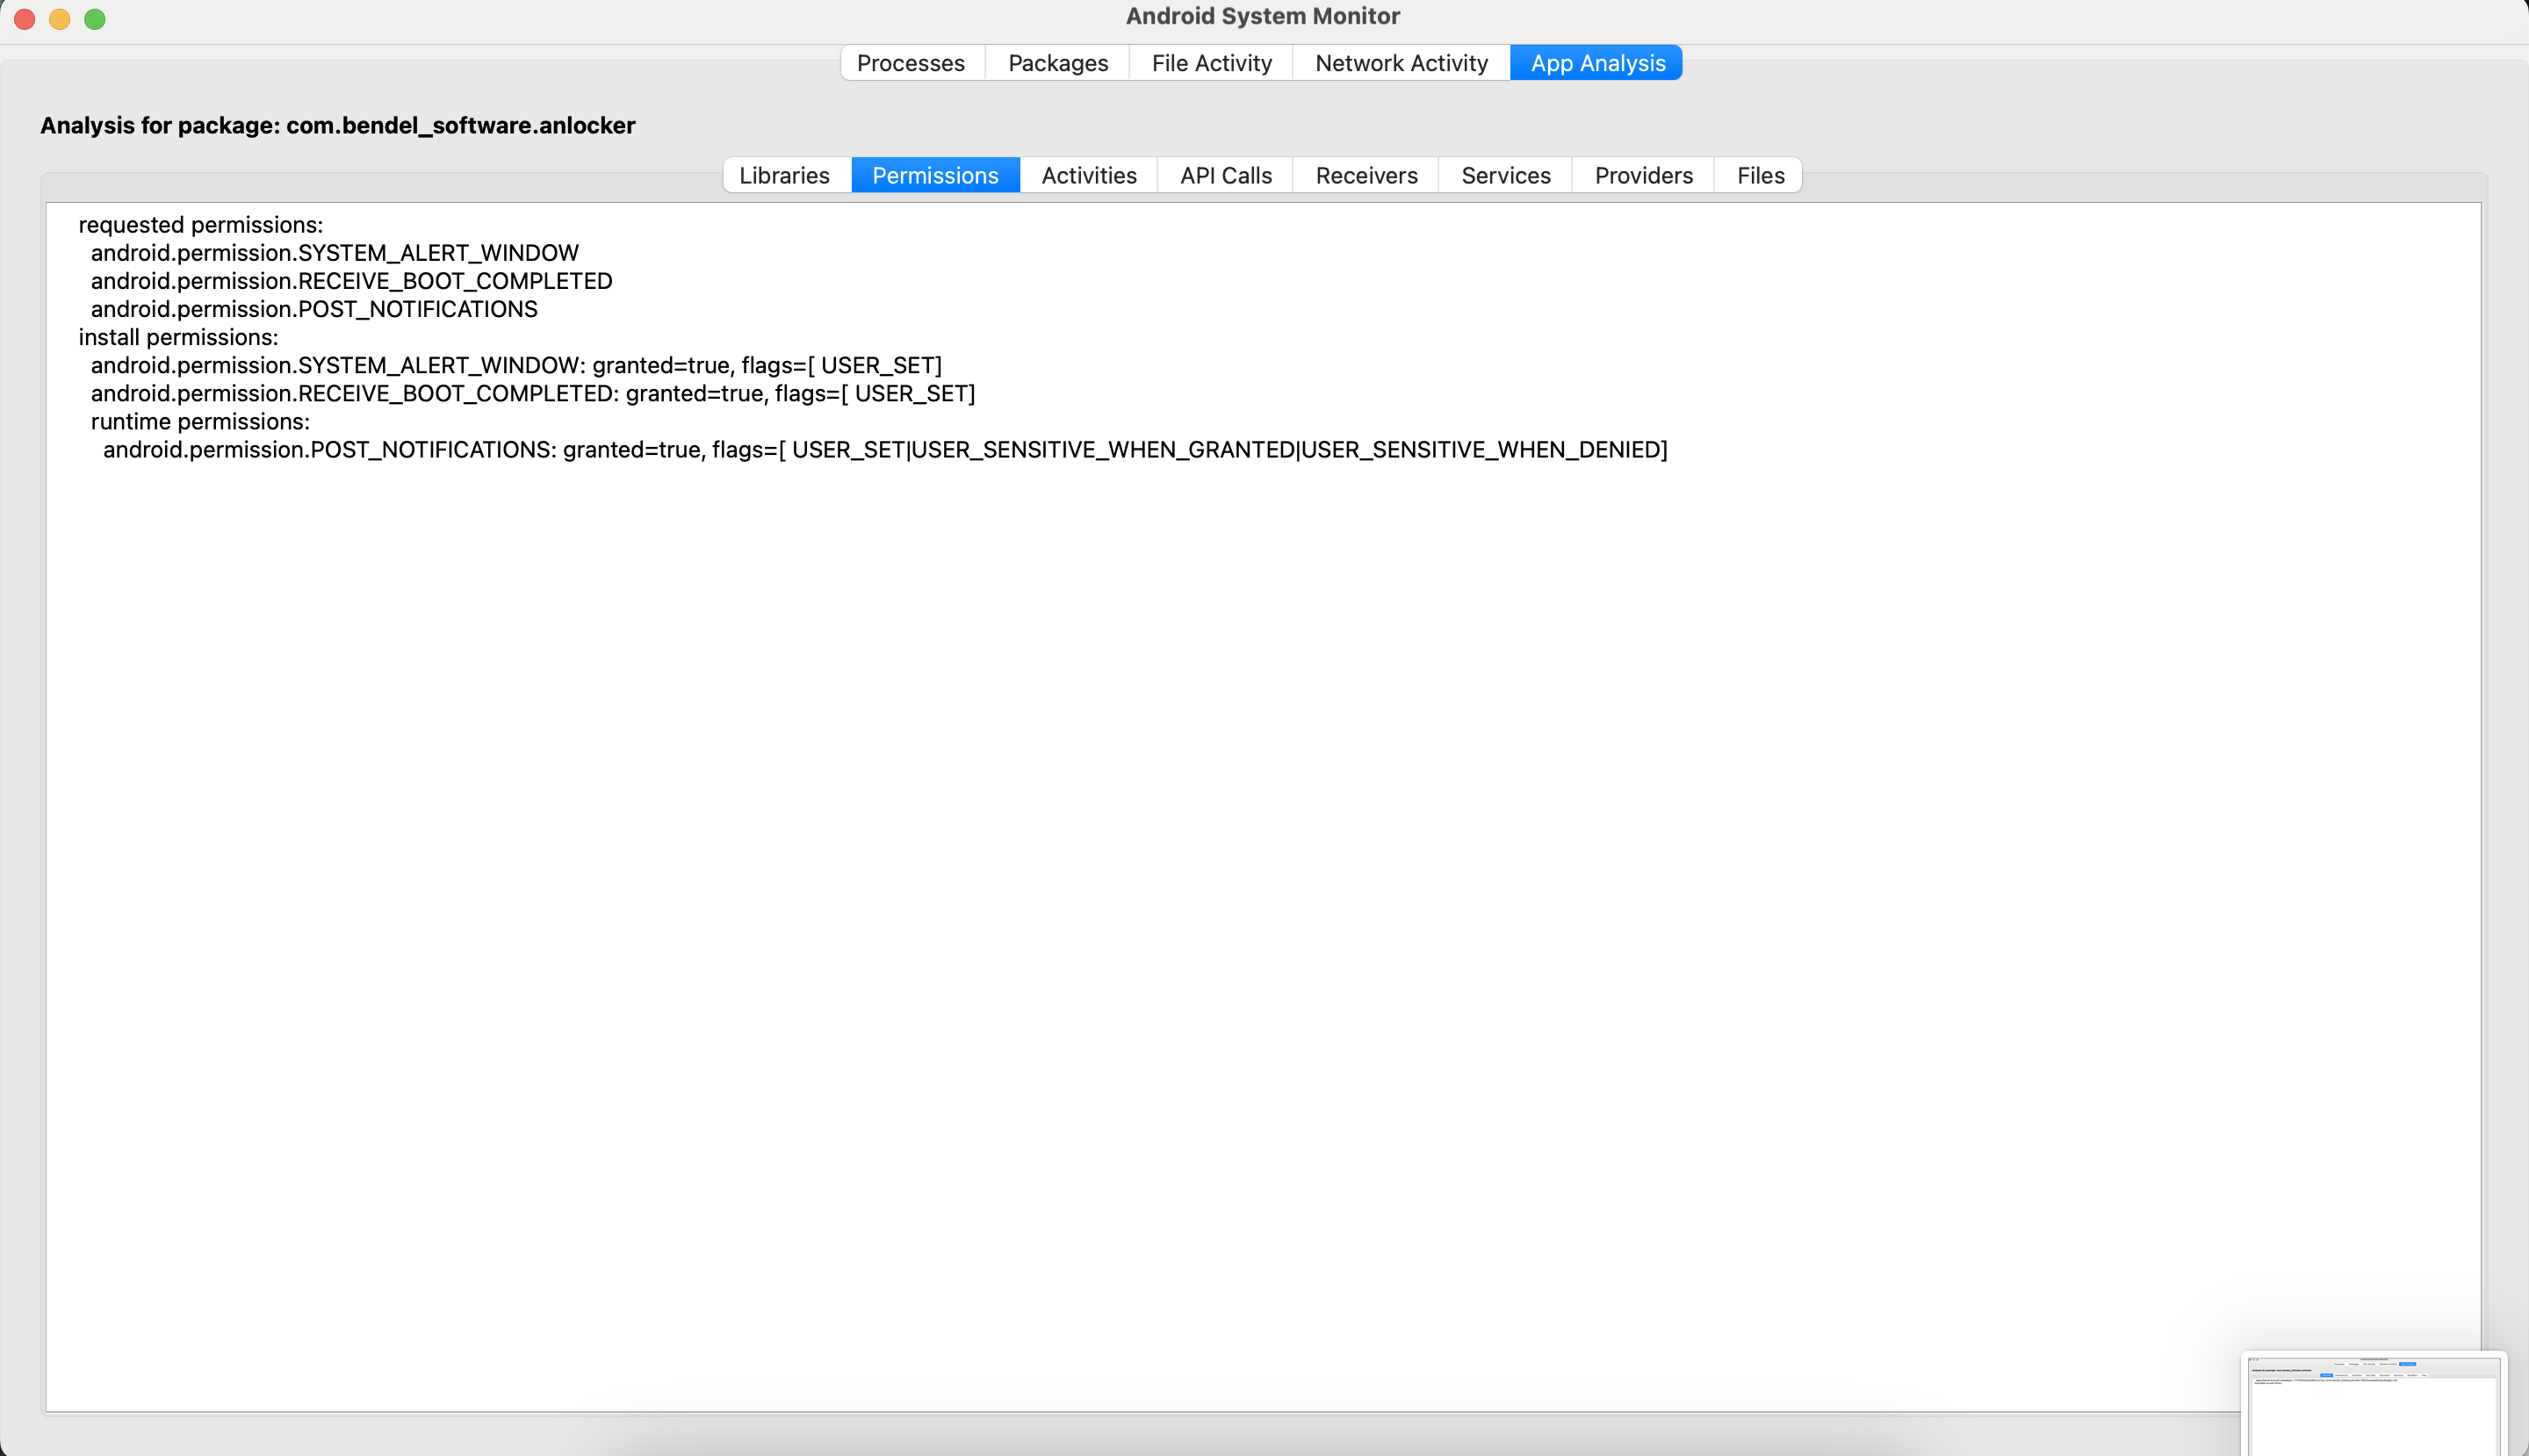 Android System Monitor
Processes Packages File Activity Network Activity App Analysis
Analysis for package: com.bendel_software.anlocker
Libraries Permissions Activities API Calls Receivers Services Providers Files
requested permissions:
android.permission.SYSTEM_ALERT_WINDOW
android.permission.RECEIVE_BOOT_COMPLETED
android.permission.POST_NOTIFICATIONS
install permissions:
android.permission.SYSTEM_ALERT_WINDOW: granted=true, flags=[ USER_SET]
android.permission.RECEIVE_BOOT_COMPLETED: granted=true, flags=[ USER_SET]
runtime permissions:
android.permission.POST_NOTIFICATIONS: granted=true, flags=[ USER_SET|USER_SENSITIVE_WHEN_GRANTED|USER_SENSITIVE_WHEN_DENIED]